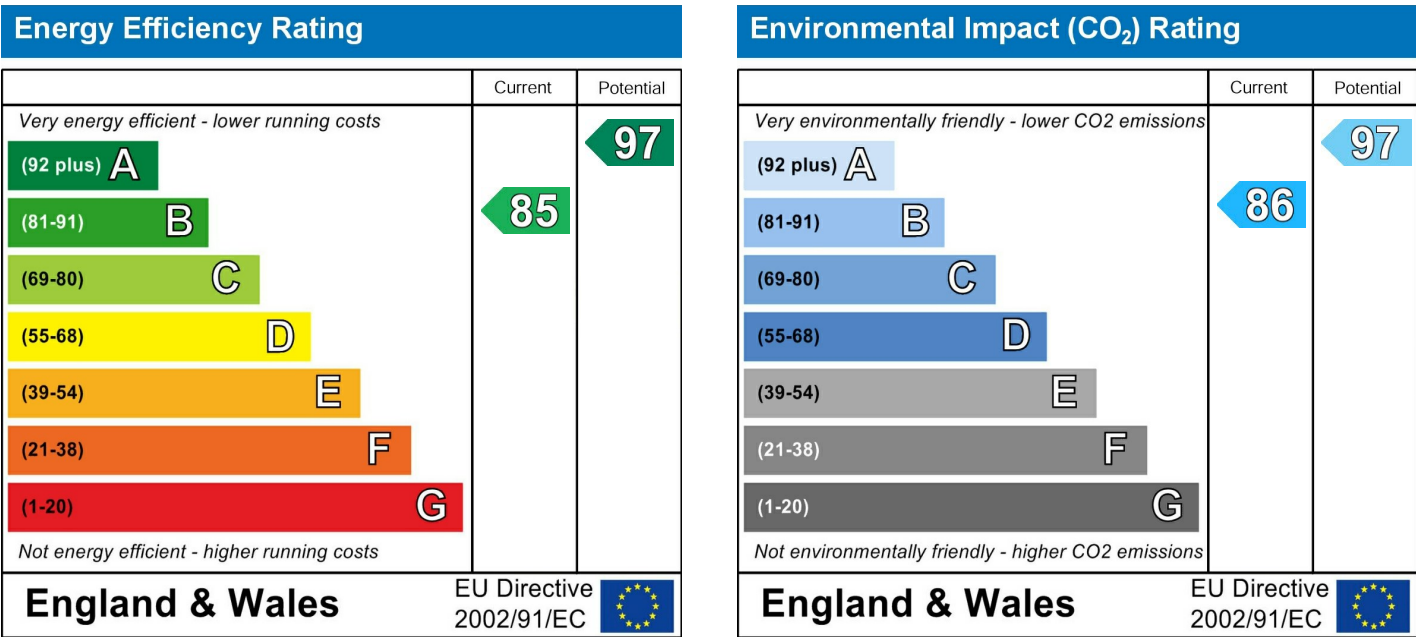 Energy Efficiency Rating
Current Potential
Very energy efficient - lower running costs
(92 plus) A
97
(81-91) B
85
(69-80) C
(55-68) D
(39-54) E
(21-38) F
(1-20) G
Not energy efficient - higher running costs
England & Wales
EU Directive
2002/91/EC
Environmental Impact (CO₂) Rating
Current Potential
Very environmentally friendly - lower CO2 emissions
(92 plus) A
97
(81-91) B
86
(69-80) C
(55-68) D
(39-54) E
(21-38) F
(1-20) G
Not environmentally friendly - higher CO2 emissions
England & Wales
EU Directive
2002/91/EC